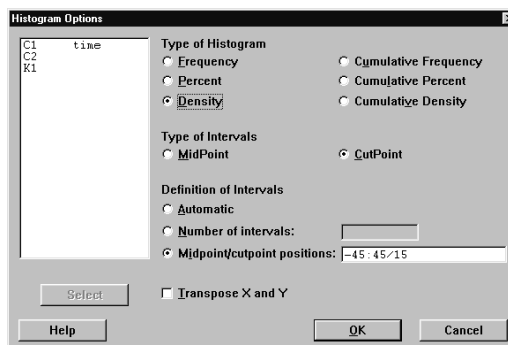 Histogram Options
C1 time
C2
K1
Type of Histogram
Frequency
Cumulative Frequency
Percent
Cumulative Percent
Density
Cumulative Density
Type of Intervals
MidPoint
CutPoint
Definition of Intervals
Automatic
Number of intervals:
Midpoint/cutpoint positions: -45:45/15
Select
Transpose X and Y
Help
OK
Cancel